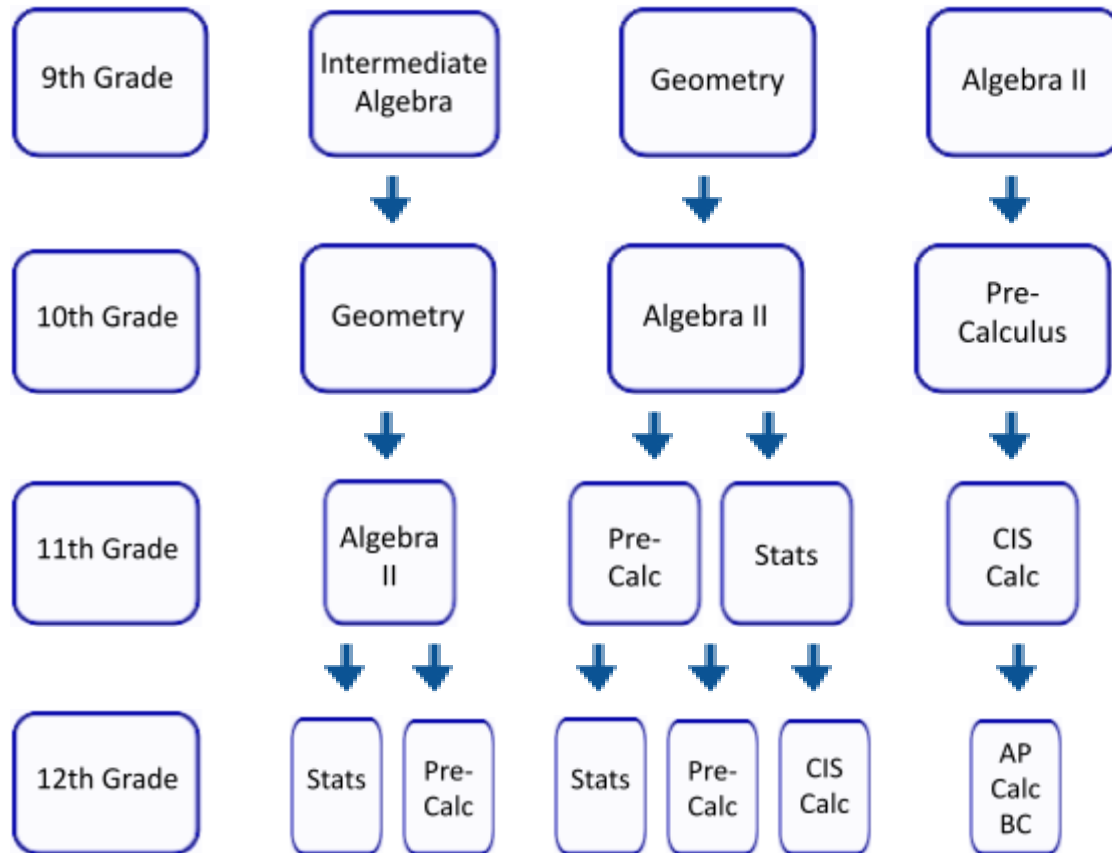 9th Grade
Intermediate
Algebra
Geometry
Algebra II
10th Grade
Geometry
Algebra II
Pre-
Calculus
11th Grade
Algebra
II
Pre-
Calc
Stats
CIS
Calc
12th Grade
Stats
Pre-
Calc
Stats
Pre-
Calc
CIS
Calc
AP
Calc
BC